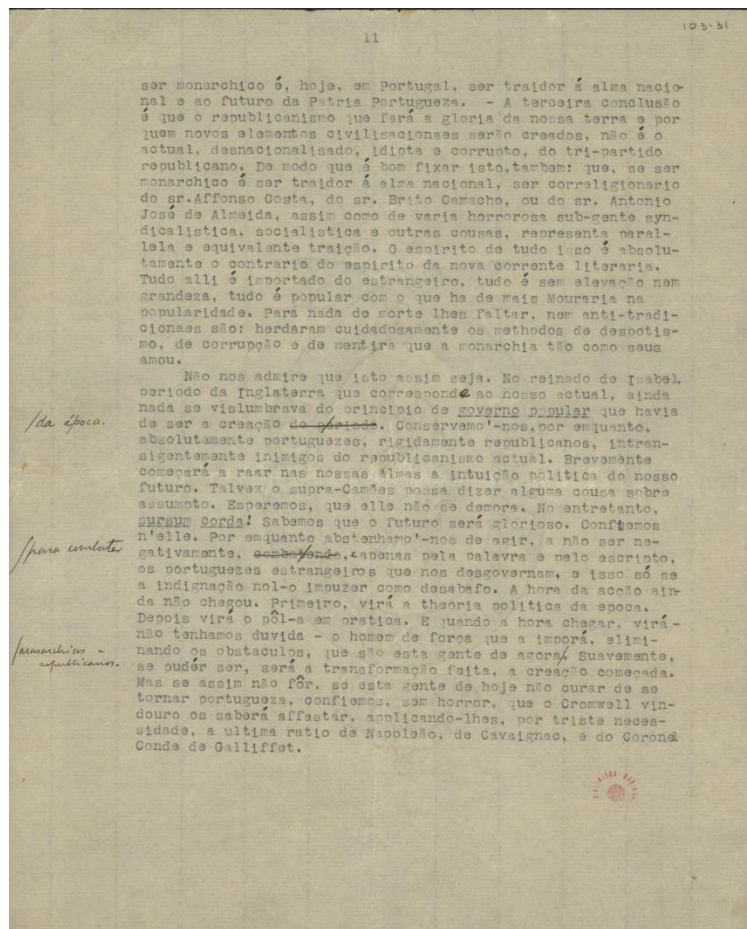 103-31
11
ser monarchico é, hoje, em Portugal, ser traidor á alma nacio-
nal e ao futuro da Patria Portugueza. - A terceira conclusão
é que o republicanismo que fará a gloria da nossa terra e por
quem novos elementos civilisacionaes serão creados, não é o
actual, desnacionalisado, idiota e corrupto, do tri-partido
republicano. De modo que é bom fixar isto, tambem: que, se ser
monarchico é ser traidor á alma nacional, ser correligionario
do sr. Affonso Costa, do sr. Brito Camacho, ou do sr. Antonio
José de Almeida, assim como de varia horrorosa sub-gente syn-
dicalistica, socialistica e outras cousas, representa paral-
lela e equivalente traição. O espirito de tudo isso é absolu-
tamente o contrario do espirito da nova corrente literaria.
Tudo alli é importado do estrangeiro, tudo é sem elevação nem
grandeza, tudo é popular com o que ha de mais Mouraria na
popularidade. Para nada de morte lhes faltar, nem anti-tradi-
cionaes são: herdaram cuidadosamente os methodos de despotis-
mo, de corrupção e de mentira que a monarchia tão como seus
amou.
Não nos admire que isto assim seja. No reinado de Isabel,
periodo da Inglaterra que corresponde ao nosso actual, ainda
nada se vislumbrava do principio de governo popular que havia
/da época.
de ser a creação do periodo. Consérvemo'-nos, por emquanto,
absolutamente portuguezes, rigidamente republicanos, intran-
sigentemente inimigos do republicanismo actual. Brevemente
começará a raar nas nossas álmas a intuição politica do nosso
futuro. Talvez o supra-Camões possa dizer alguma cousa sobre
assumpto. Esperemos, que elle não se demora. No entretanto,
sursum corda! Sabemos que o futuro será glorioso. Confiemos
n'elle. Por emquanto abstenhamo'-nos de agir, a não ser ne-
/para combater
gativamente, combatendo, e apenas pela palavra e pelo escripto,
os portuguezes estrangeiros que nos desgovernam, e isso só se
a indignação nol-o impuzer como desabafo. A hora da acção ain-
da não chegou. Primeiro, virá a theoria politica da epoca.
Depois virá o pôl-a em pratica. E quando a hora chegar, virá -
não tenhamos duvida - o homem de força que a imporá, elimi-
/monarchicos -
republicanos.
nando os obstaculos, que são esta gente de agora/. Suavemente,
se pudér ser, será a transformação feita, a creação começada.
Mas se assim não fôr, se esta gente de hoje não curar de se
tornar portugueza, confiemos, sem horror, que o Cromwell vin-
douro os saberá affastar, applicando-lhes, por triste neces-
sidade, a ultima ratio de Napoleão, de Cavaignac, e do Coronel
Conde de Galliffet.